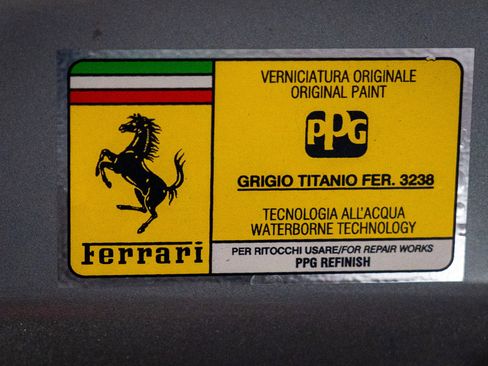 VERNICIATURA ORIGINALE
ORIGINAL PAINT
PPG
GRIGIO TITANIO FER. 3238
TECNOLOGIA ALL'ACQUA
WATERBORNE TECHNOLOGY
Ferrari
PER RITOCCHI USARE/FOR REPAIR WORKS
PPG REFINISH